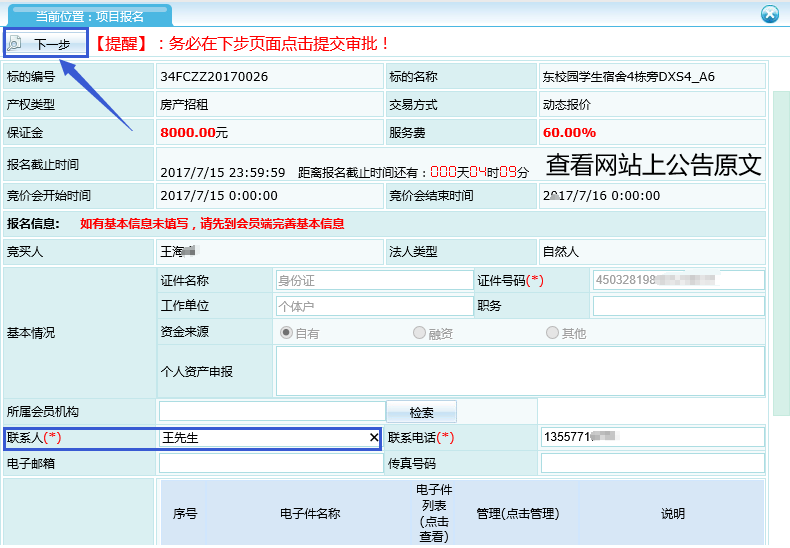 当前位置：项目报名
下一步 【提醒】：务必在下步页面点击提交审批！
标的编号 34FCZZ20170026 标的名称 东校园学生宿舍4栋旁DXS4_A6
产权类型 房产招租 交易方式 动态报价
保证金 8000.00元 服务费 60.00%
报名截止时间 2017/7/15 23:59:59 距离报名截止时间还有：000天04时09分 查看网站上公告原文
竞价会开始时间 2017/7/15 0:00:00 竞价会结束时间 2017/7/16 0:00:00
报名信息： 如有基本信息未填写，请先到会员端完善基本信息
竞买人 王海 法人类型 自然人
证件名称 身份证 证件号码(*) 450328198
工作单位 个体户 职务
基本情况 资金来源 自有 融资 其他
个人资产申报
所属会员机构 检索
联系人(*) 王先生 × 联系电话(*) 1355771
电子邮箱 传真号码
序号 电子件名称 电子件列表(点击查看) 管理(点击管理) 说明